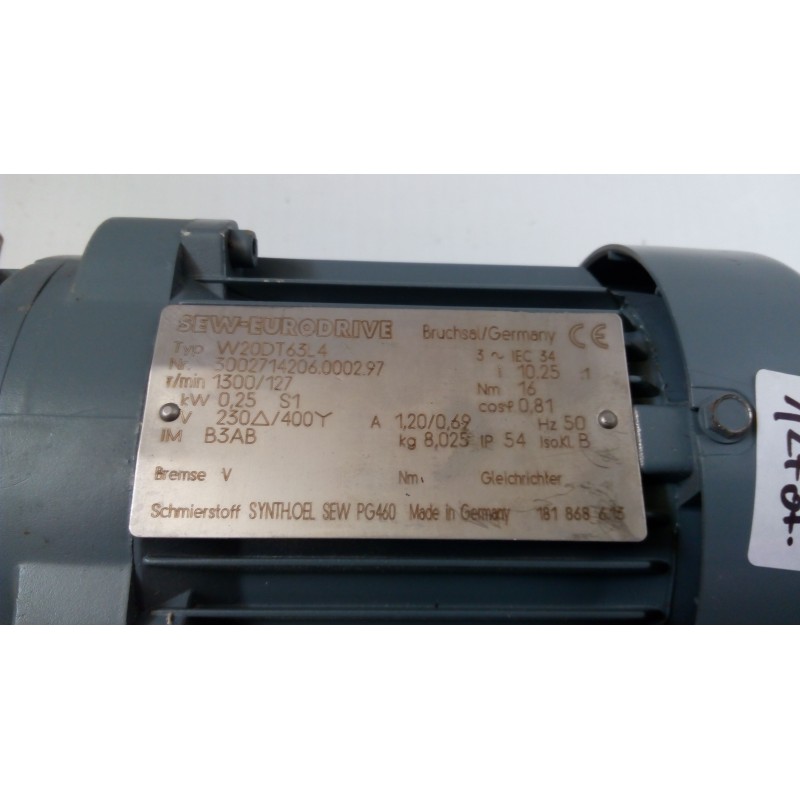 SEW-EURODRIVE Bruchsal/Germany CE
Typ W20DT63L4 3 ~ IEC 34
Nr. 3002714206.0002.97 i 10,25 :1
r/min 1300/127 Nm 16
kW 0,25 S1 cosφ 0,81
V 230△/400Y A 1,20/0,69 Hz 50
IM B3AB kg 8,025 IP 54 Iso.Kl. B
Bremse V Nm Gleichrichter
Schmierstoff SYNTH.OEL SEW PG460 Made in Germany 181 868